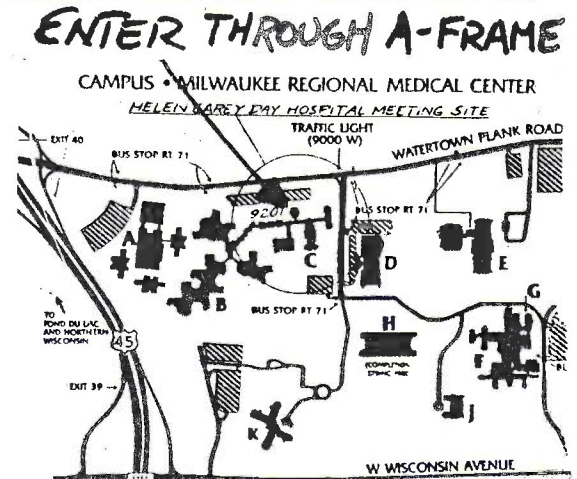 ENTER THROUGH A-FRAME
CAMPUS • MILWAUKEE REGIONAL MEDICAL CENTER
HELEN CAREY DAY HOSPITAL MEETING SITE
TRAFFIC LIGHT
(9000 W)
WATERTOWN PLANK ROAD
EXIT 40
BUS STOP RT 71
9201
BUS STOP RT 71
A
B
C
D
E
BUS STOP RT 71
G
H
F
J
K
TO
FOND DU LAC
AND NORTHERN
WISCONSIN
45
EXIT 39
W WISCONSIN AVENUE